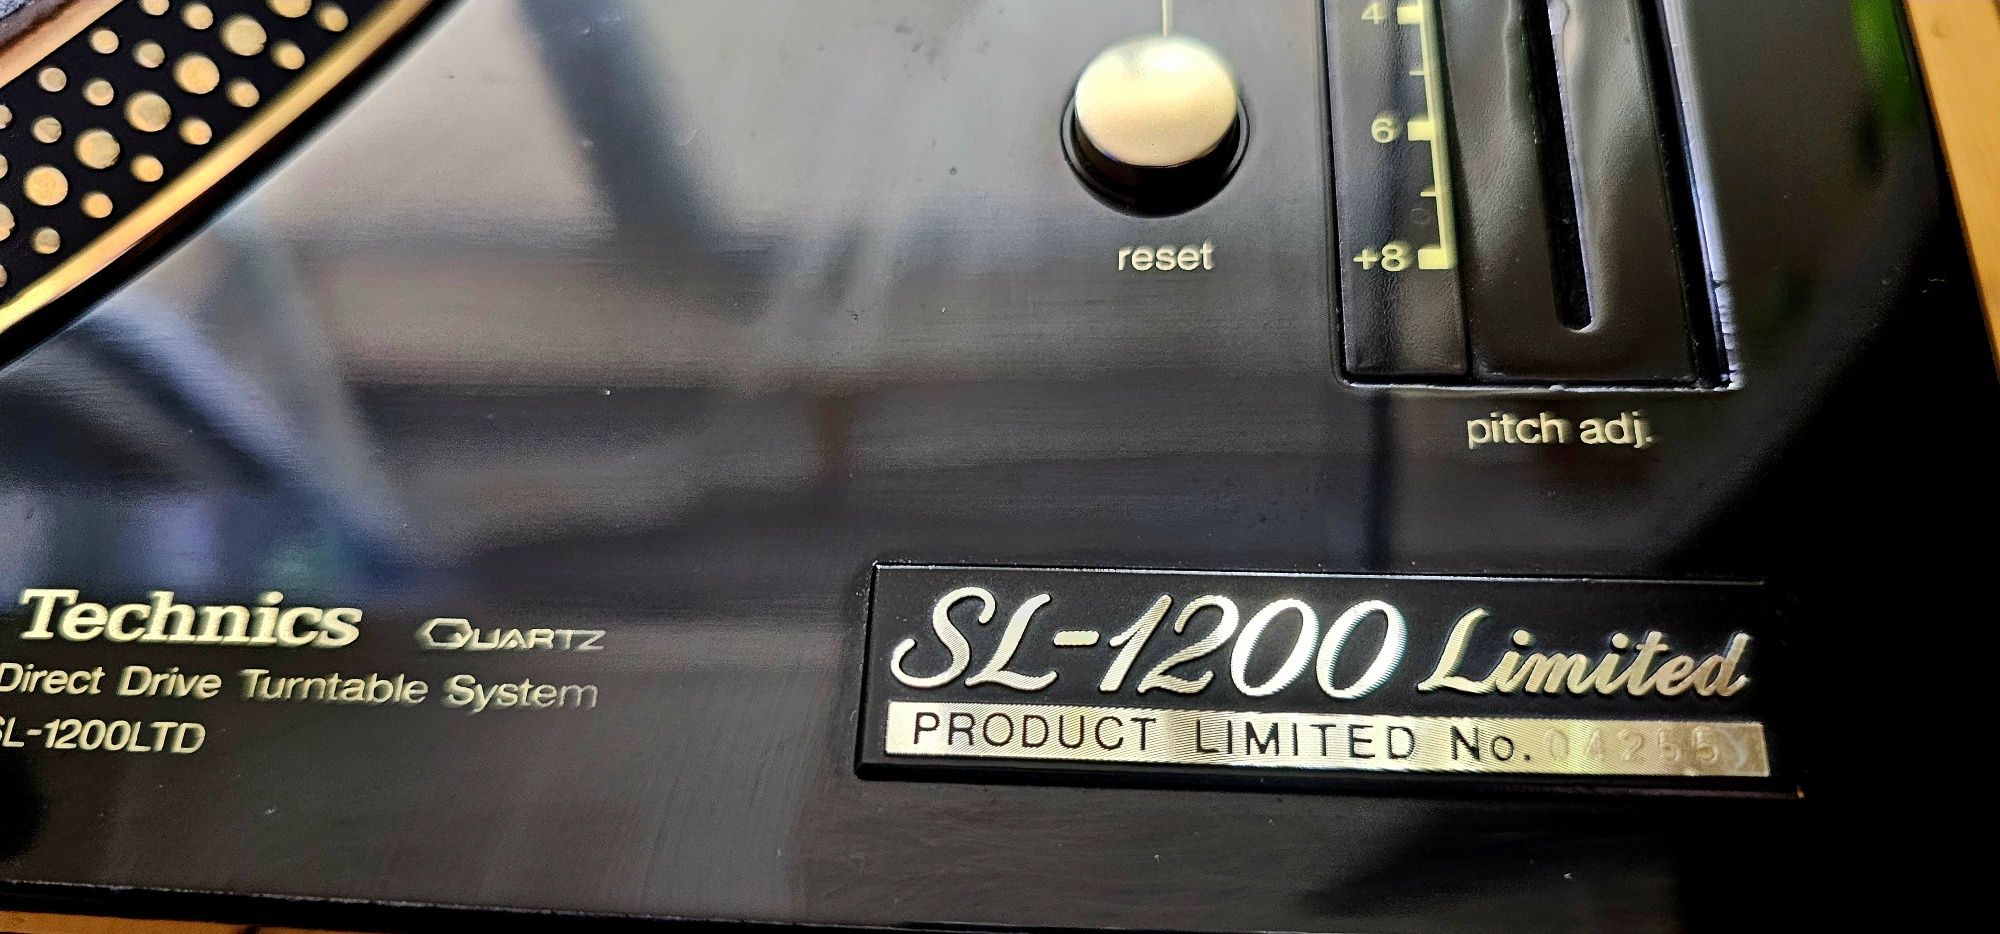 4
6
+8
reset
pitch adj.
Technics QUARTZ
Direct Drive Turntable System
SL-1200LTD
SL-1200 Limited
PRODUCT LIMITED No. 04255